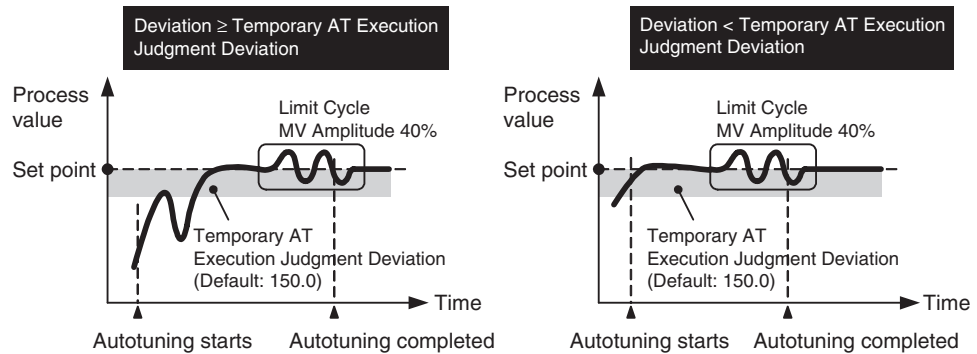 Deviation ≥ Temporary AT Execution
Judgment Deviation
Process
value
Limit Cycle
MV Amplitude 40%
Set point
Temporary AT
Execution Judgment Deviation
(Default: 150.0)
Time
Autotuning starts
Autotuning completed
Deviation < Temporary AT Execution
Judgment Deviation
Process
value
Limit Cycle
MV Amplitude 40%
Set point
Temporary AT
Execution Judgment Deviation
(Default: 150.0)
Time
Autotuning starts
Autotuning completed